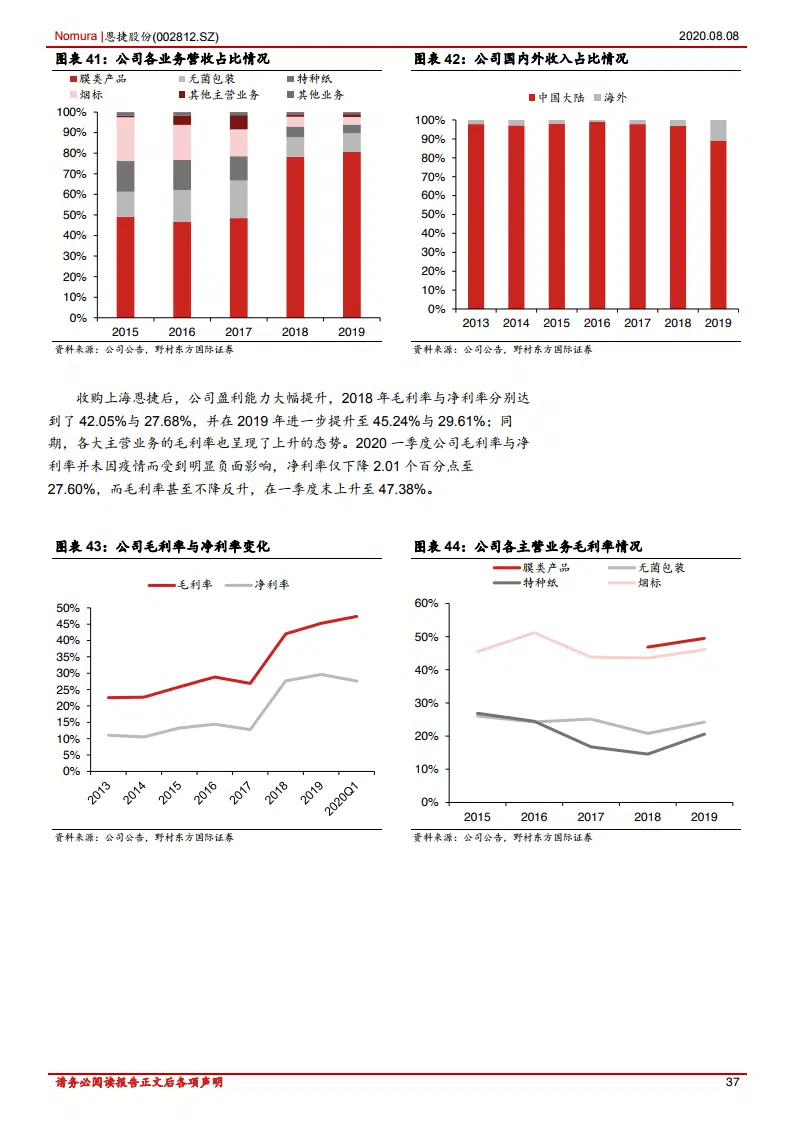 Nomura |恩捷股份(002812.SZ)
2020.08.08
图表 41：公司各业务营收占比情况
膜类产品 无菌包装 特种纸
烟标 其他主营业务 其他业务
100%
90%
80%
70%
60%
50%
40%
30%
20%
10%
0%
2015 2016 2017 2018 2019
资料来源：公司公告，野村东方国际证券
图表 42：公司国内外收入占比情况
中国大陆 海外
100%
90%
80%
70%
60%
50%
40%
30%
20%
10%
0%
2013 2014 2015 2016 2017 2018 2019
资料来源：公司公告，野村东方国际证券
收购上海恩捷后，公司盈利能力大幅提升，2018 年毛利率与净利率分别达
到了 42.05%与 27.68%，并在 2019 年进一步提升至 45.24%与 29.61%；同
期，各大主营业务的毛利率也呈现了上升的态势。2020 一季度公司毛利率与净
利率并未因疫情而受到明显负面影响，净利率仅下降 2.01 个百分点至
27.60%，而毛利率甚至不降反升，在一季度末上升至 47.38%。
图表 43：公司毛利率与净利率变化
毛利率 净利率
50%
45%
40%
35%
30%
25%
20%
15%
10%
5%
0%
2013 2014 2015 2016 2017 2018 2019 2020Q1
资料来源：公司公告，野村东方国际证券
图表 44：公司各主营业务毛利率情况
膜类产品 无菌包装
特种纸 烟标
60%
50%
40%
30%
20%
10%
0%
2015 2016 2017 2018 2019
资料来源：公司公告，野村东方国际证券
请务必阅读报告正文后各项声明
37